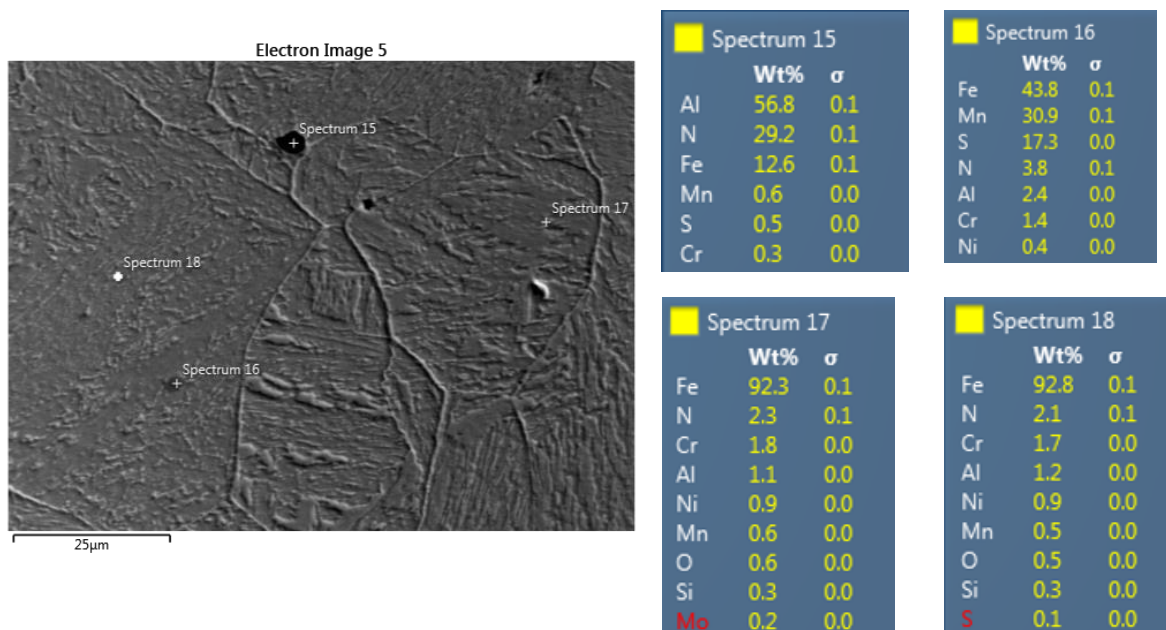 Electron Image 5
Spectrum 15
Spectrum 17
Spectrum 18
Spectrum 16
25µm
Spectrum 15
Wt% σ
Al 56.8 0.1
N 29.2 0.1
Fe 12.6 0.1
Mn 0.6 0.0
S 0.5 0.0
Cr 0.3 0.0
Spectrum 16
Wt% σ
Fe 43.8 0.1
Mn 30.9 0.1
S 17.3 0.0
N 3.8 0.1
Al 2.4 0.0
Cr 1.4 0.0
Ni 0.4 0.0
Spectrum 17
Wt% σ
Fe 92.3 0.1
N 2.3 0.1
Cr 1.8 0.0
Al 1.1 0.0
Ni 0.9 0.0
Mn 0.6 0.0
O 0.6 0.0
Si 0.3 0.0
Mo 0.2 0.0
Spectrum 18
Wt% σ
Fe 92.8 0.1
N 2.1 0.1
Cr 1.7 0.0
Al 1.2 0.0
Ni 0.9 0.0
Mn 0.5 0.0
O 0.5 0.0
Si 0.3 0.0
S 0.1 0.0